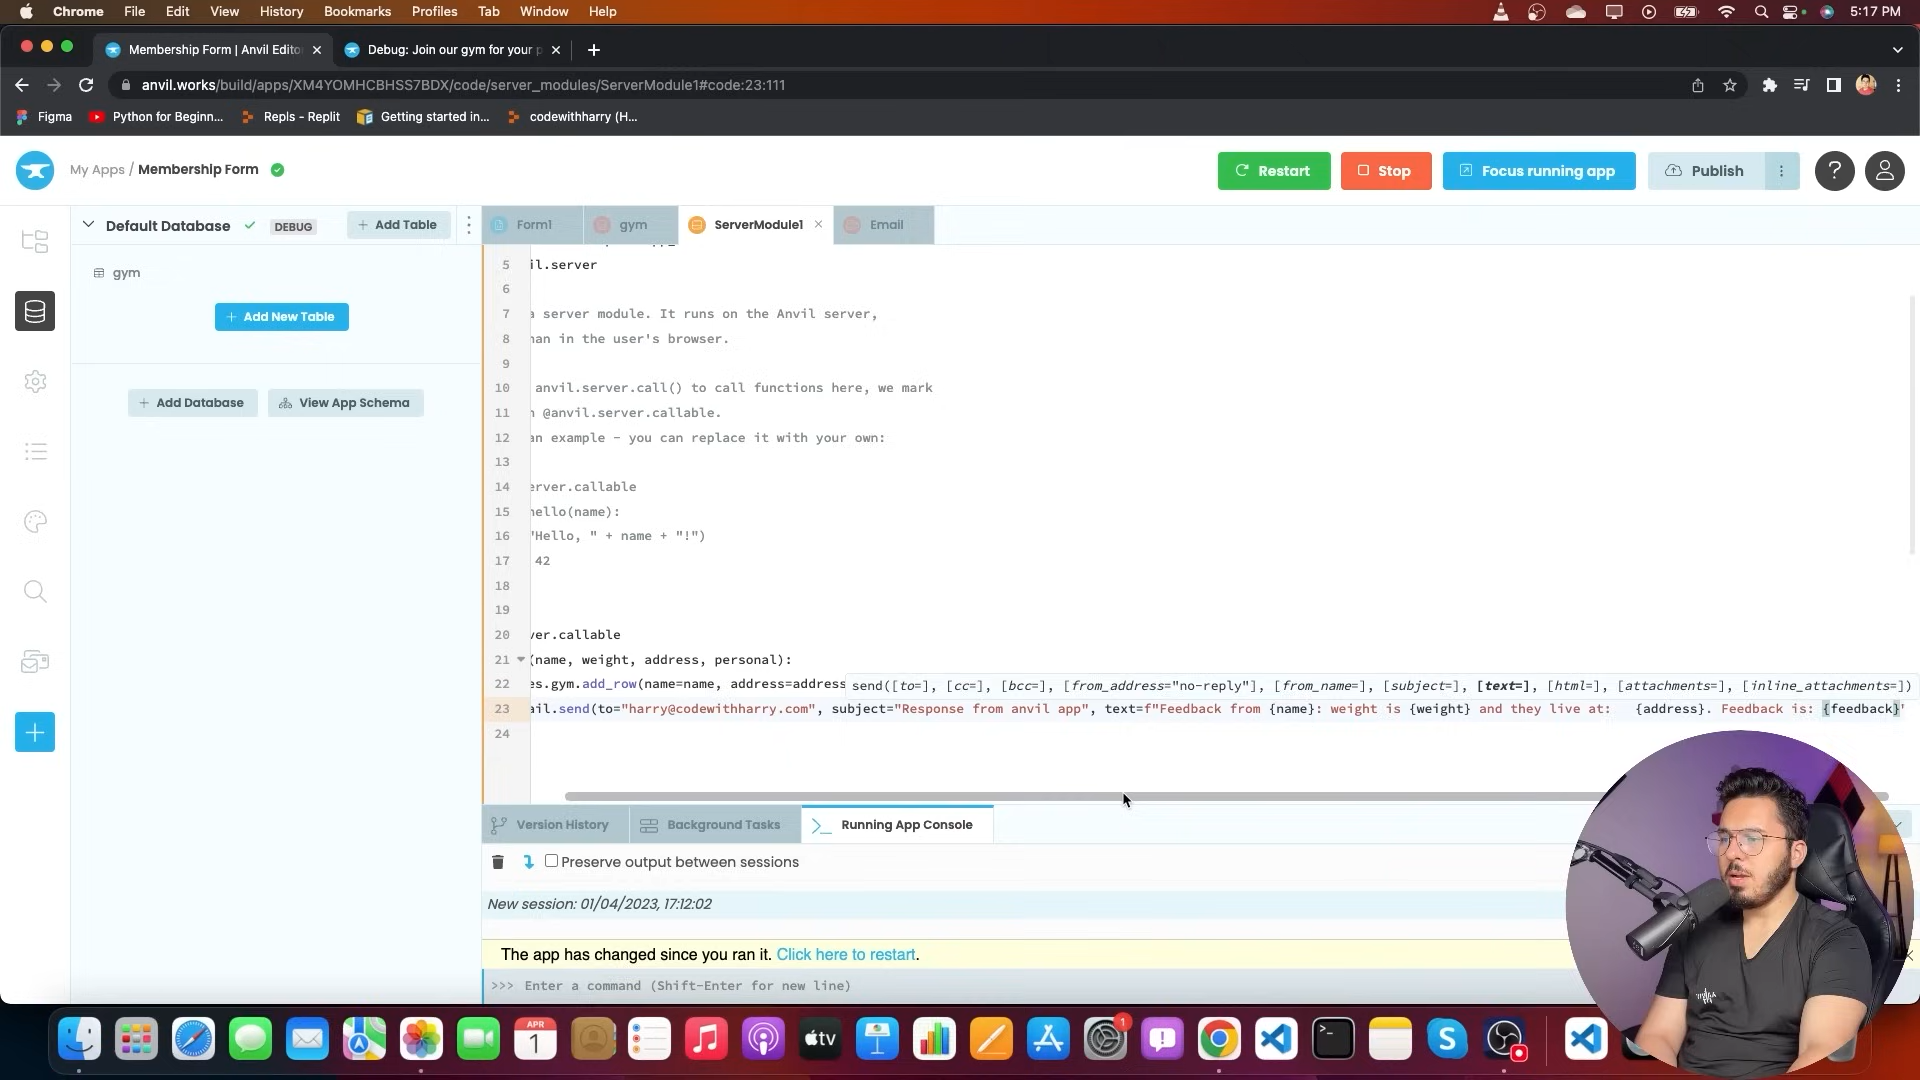 Chrome File Edit View History Bookmarks Profiles Tab Window Help 5:17 PM
Membership Form | Anvil Edito Debug: Join our gym for your p
anvil.works/build/apps/XM4YOMHCBHSS7BDX/code/server_modules/ServerModule1#code:23:111
Figma Python for Beginn... Repls - Replit Getting started in... codewithharry (H...
My Apps / Membership Form Restart Stop Focus running app Publish ?
Default Database DEBUG + Add Table Form1 gym ServerModule1 Email
gym
+ Add New Table
+ Add Database View App Schema
5 il.server
6
7 a server module. It runs on the Anvil server,
8 han in the user's browser.
9
10 anvil.server.call() to call functions here, we mark
11 h @anvil.server.callable.
12 an example - you can replace it with your own:
13
14 erver.callable
15 hello(name):
16 "Hello, " + name + "!")
17 42
18
19
20 ver.callable
21 (name, weight, address, personal):
22 es.gym.add_row(name=name, address=address
send([to=], [cc=], [bcc=], [from_address="no-reply"], [from_name=], [subject=], [text=], [html=], [attachments=], [inline_attachments=])
23 ail.send(to="harry@codewithharry.com", subject="Response from anvil app", text=f"Feedback from {name}: weight is {weight} and they live at: {address}. Feedback is: {feedback}"
24
Version History Background Tasks Running App Console
Preserve output between sessions
New session: 01/04/2023, 17:12:02
The app has changed since you ran it. Click here to restart.
>>> Enter a command (Shift-Enter for new line)
APR
1
tv
1